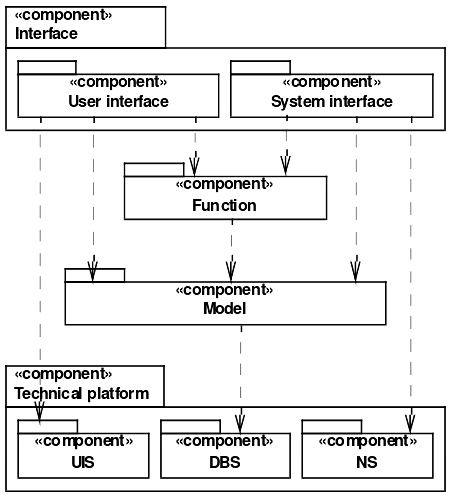 «component»
Interface
«component»
User interface
«component»
System interface
«component»
Function
«component»
Model
«component»
Technical platform
«component»
UIS
«component»
DBS
«component»
NS